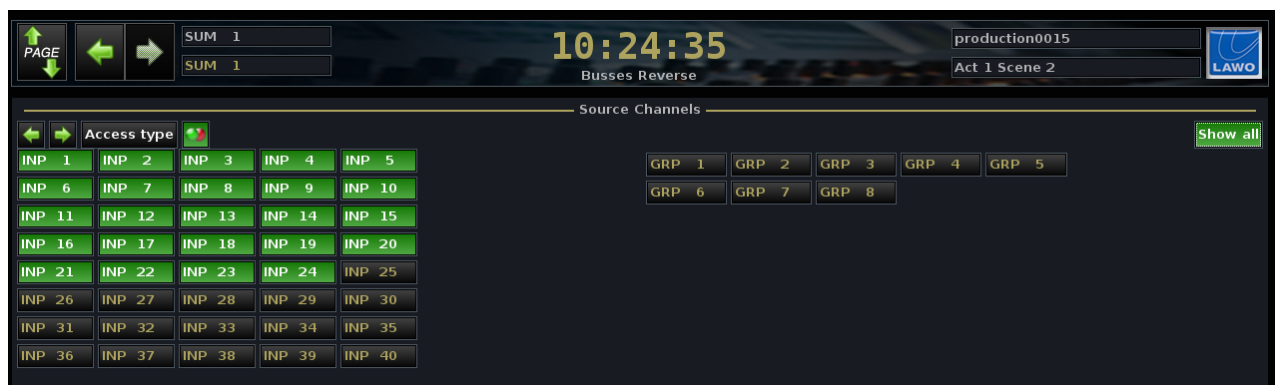 PAGE
SUM 1
SUM 1
10:24:35
Busses Reverse
production0015
Act 1 Scene 2
LAWO
Source Channels
Access type
Show all
INP 1 INP 2 INP 3 INP 4 INP 5
INP 6 INP 7 INP 8 INP 9 INP 10
INP 11 INP 12 INP 13 INP 14 INP 15
INP 16 INP 17 INP 18 INP 19 INP 20
INP 21 INP 22 INP 23 INP 24 INP 25
INP 26 INP 27 INP 28 INP 29 INP 30
INP 31 INP 32 INP 33 INP 34 INP 35
INP 36 INP 37 INP 38 INP 39 INP 40
GRP 1 GRP 2 GRP 3 GRP 4 GRP 5
GRP 6 GRP 7 GRP 8